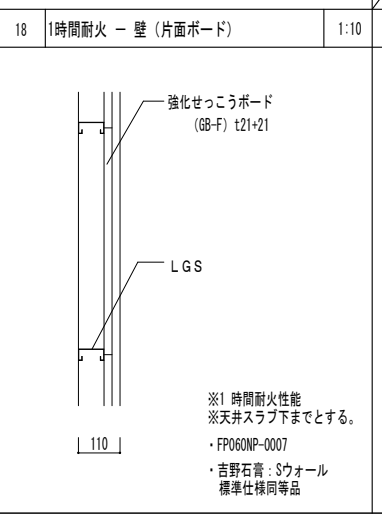 18 1時間耐火 － 壁（片面ボード） 1:10
強化せっこうボード
(GB-F) t21+21
LGS
※1 時間耐火性能
※天井スラブ下までとする。
110
・FP060NP-0007
・吉野石膏：Sウォール
標準仕様同等品